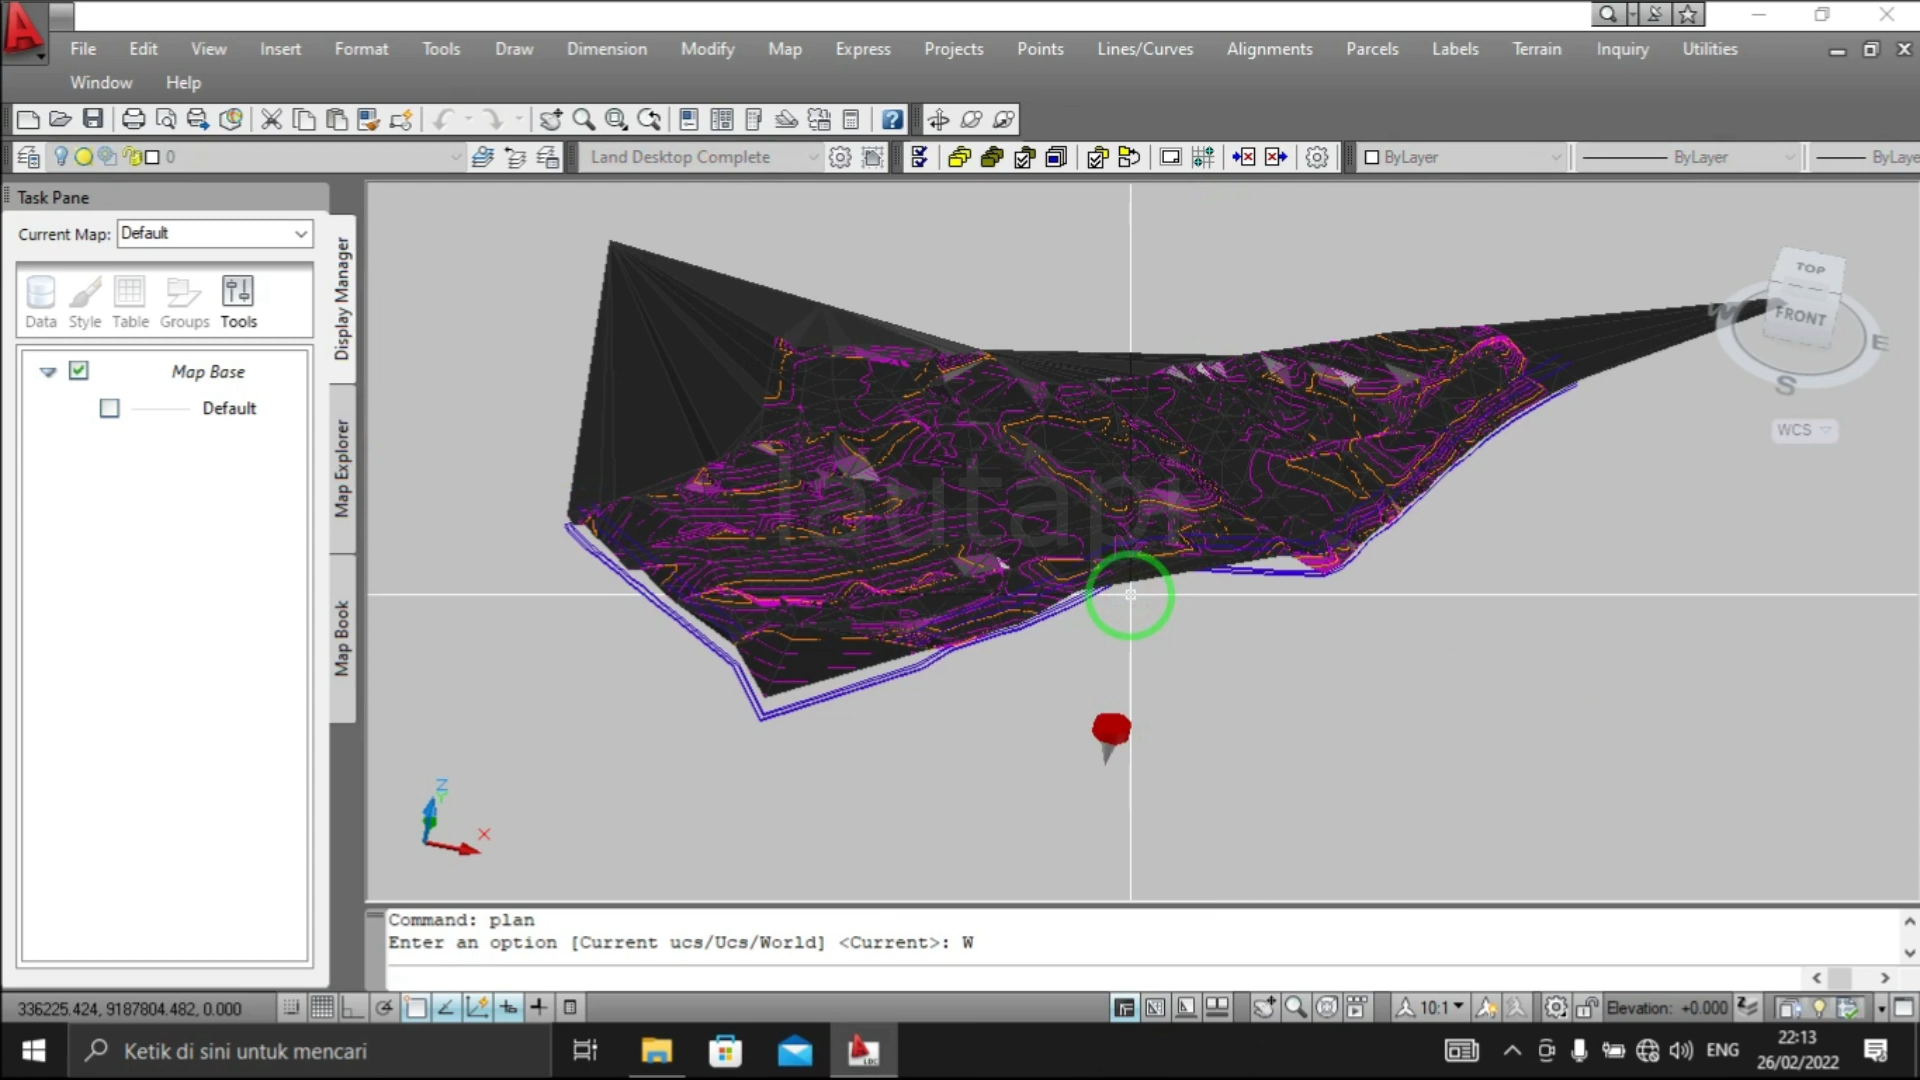 File Edit View Insert Format Tools Draw Dimension Modify Map Express Projects Points Lines/Curves Alignments Parcels Labels Terrain Inquiry Utilities
Window Help
0 Land Desktop Complete ByLayer ByLayer ByLaye
Task Pane
Current Map: Default
Data Style Table Groups Tools
Map Base
Default
Display Manager
Map Explorer
Map Book
TOP
FRONT
W
E
S
WCS
lautapi
Z
Y
X
Command: plan
Enter an option [Current ucs/Ucs/World] <Current>: W
336225.424, 9187804.482, 0.000 10:1 Elevation: +0.000
Ketik di sini untuk mencari LDC ENG 22:13
26/02/2022